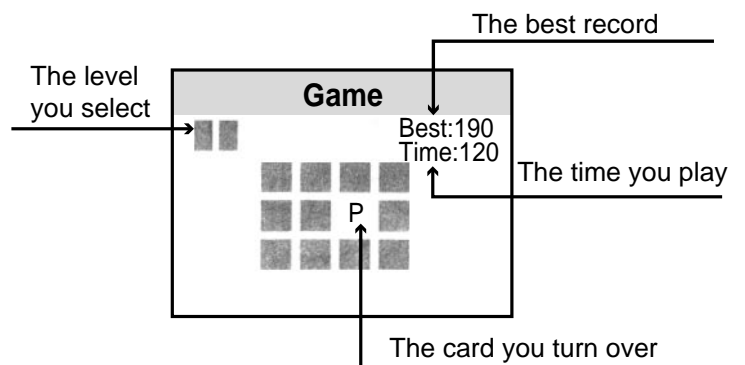 The best record
The level
you select
Game
Best:190
Time:120
The time you play
P
The card you turn over